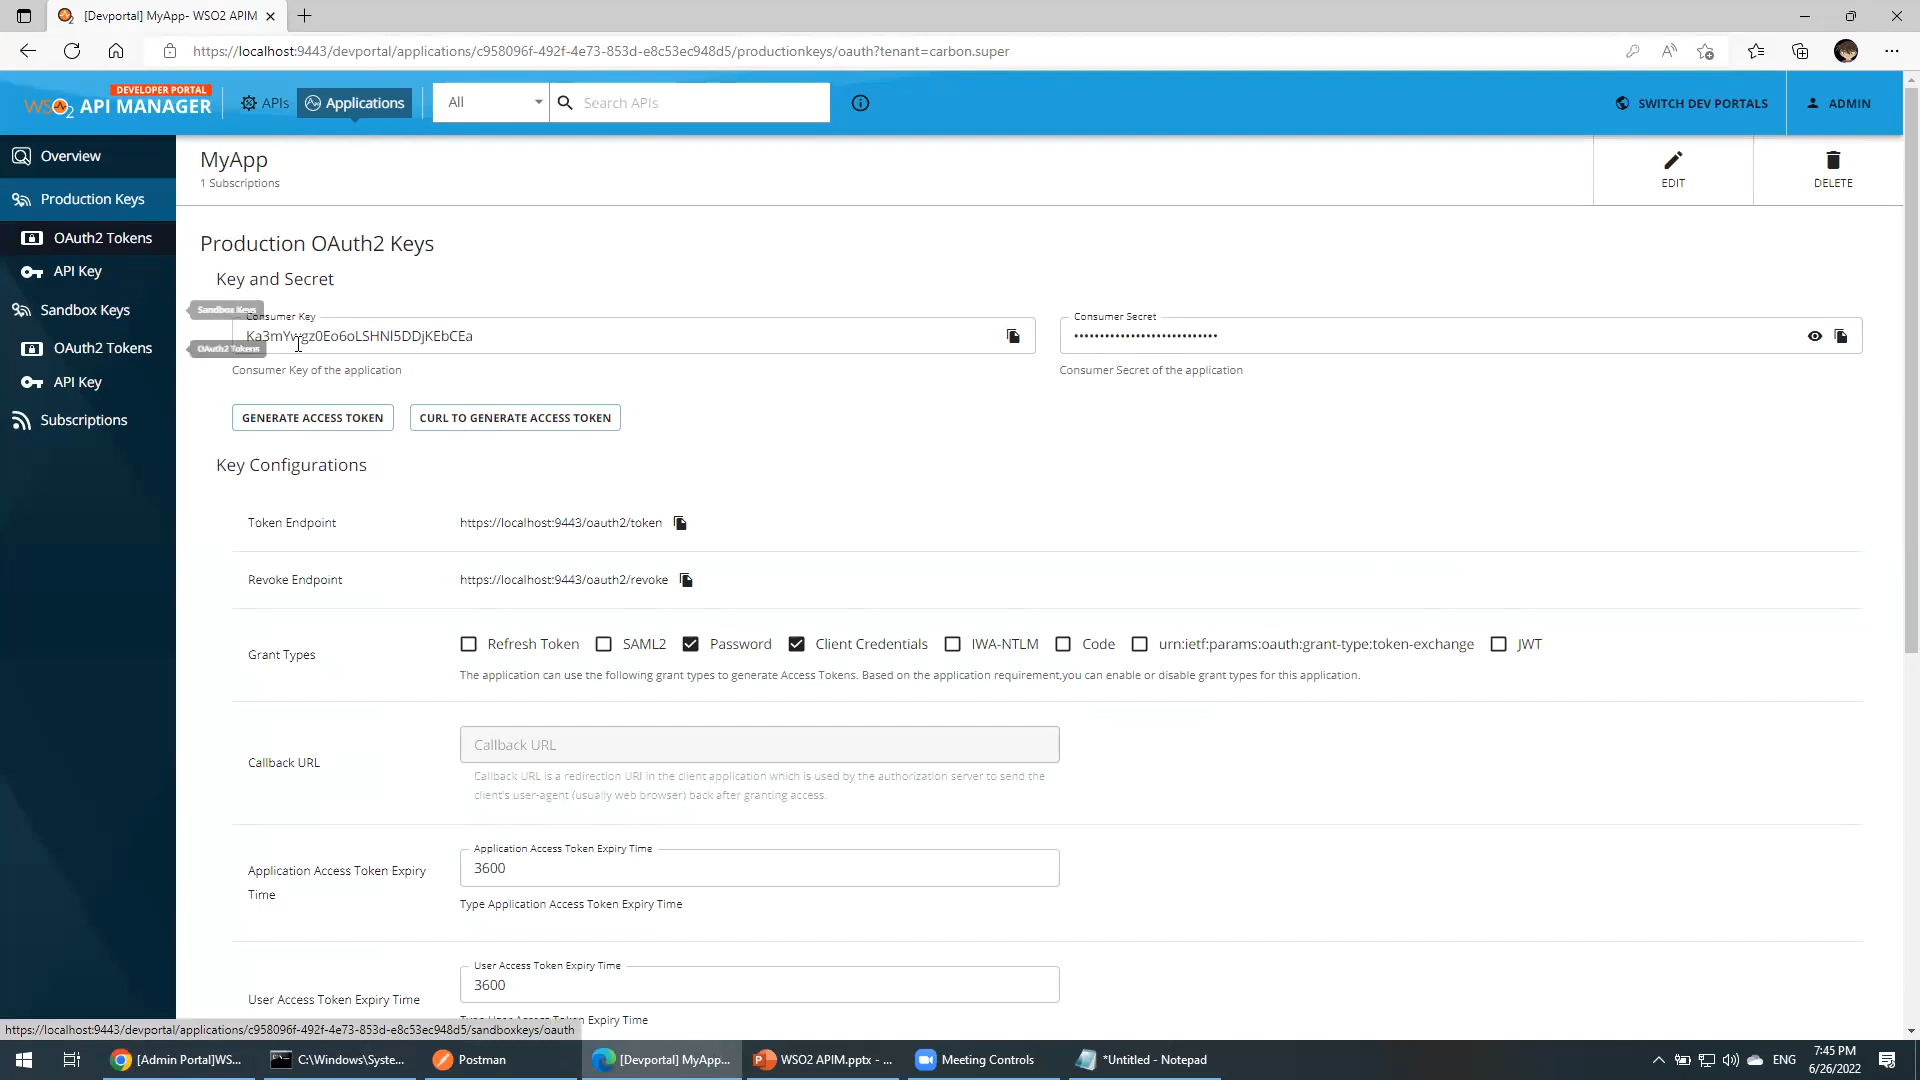 [Devportal] MyApp- WSO2 APIM
https://localhost:9443/devportal/applications/c958096f-492f-4e73-853d-e8c53ec948d5/productionkeys/oauth?tenant=carbon.super
DEVELOPER PORTAL
WSO2 API MANAGER
APIs
Applications
All
Search APIs
SWITCH DEV PORTALS
ADMIN
Overview
Production Keys
OAuth2 Tokens
API Key
Sandbox Keys
OAuth2 Tokens
API Key
Subscriptions
Sandbox Keys
OAuth2 Tokens
MyApp
1 Subscriptions
EDIT
DELETE
Production OAuth2 Keys
Key and Secret
Consumer Key
Consumer Key of the application
Consumer Secret
•••••••••••••••••••••••••••
Consumer Secret of the application
GENERATE ACCESS TOKEN
CURL TO GENERATE ACCESS TOKEN
Key Configurations
Token Endpoint
https://localhost:9443/oauth2/token
Revoke Endpoint
https://localhost:9443/oauth2/revoke
Grant Types
Refresh Token
SAML2
Password
Client Credentials
IWA-NTLM
Code
urn:ietf:params:oauth:grant-type:token-exchange
JWT
The application can use the following grant types to generate Access Tokens. Based on the application requirement,you can enable or disable grant types for this application.
Callback URL
Callback URL
Callback URL is a redirection URI in the client application which is used by the authorization server to send the
client's user-agent (usually web browser) back after granting access.
Application Access Token Expiry
Time
Application Access Token Expiry Time
3600
Type Application Access Token Expiry Time
User Access Token Expiry Time
User Access Token Expiry Time
3600
Type User Access Token Expiry Time
https://localhost:9443/devportal/applications/c958096f-492f-4e73-853d-e8c53ec948d5/sandboxkeys/oauth
[Admin Portal]WS...
C:\Windows\Syste...
Postman
[Devportal] MyApp...
WSO2 APIM.pptx - ...
Meeting Controls
*Untitled - Notepad
ENG
7:45 PM
6/26/2022